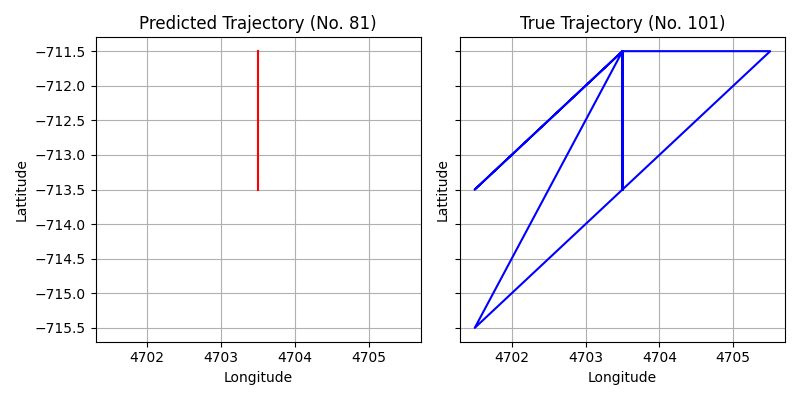 Predicted Trajectory (No. 81)
True Trajectory (No. 101)
Lattitude
−711.5
−712.0
−712.5
−713.0
−713.5
−714.0
−714.5
−715.0
−715.5
4702 4703 4704 4705
Longitude
Lattitude
4702 4703 4704 4705
Longitude